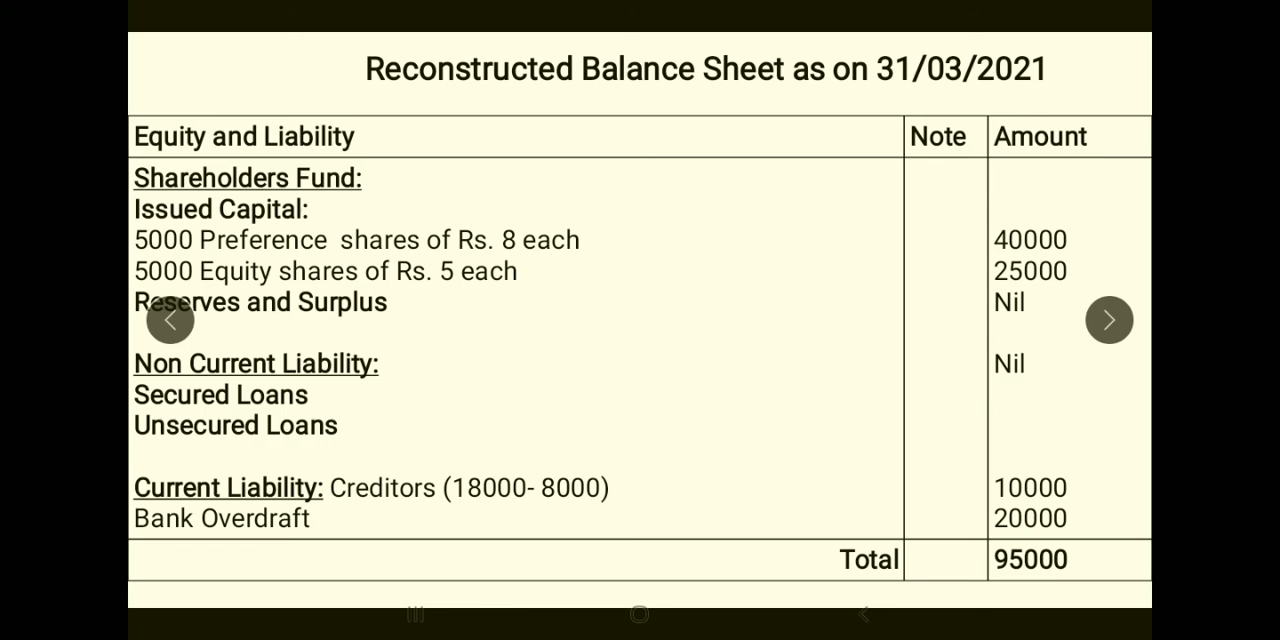 Reconstructed Balance Sheet as on 31/03/2021
Equity and Liability Note Amount
Shareholders Fund:
Issued Capital:
5000 Preference shares of Rs. 8 each 40000
5000 Equity shares of Rs. 5 each 25000
Reserves and Surplus Nil
Non Current Liability: Nil
Secured Loans
Unsecured Loans
Current Liability: Creditors (18000- 8000) 10000
Bank Overdraft 20000
Total 95000